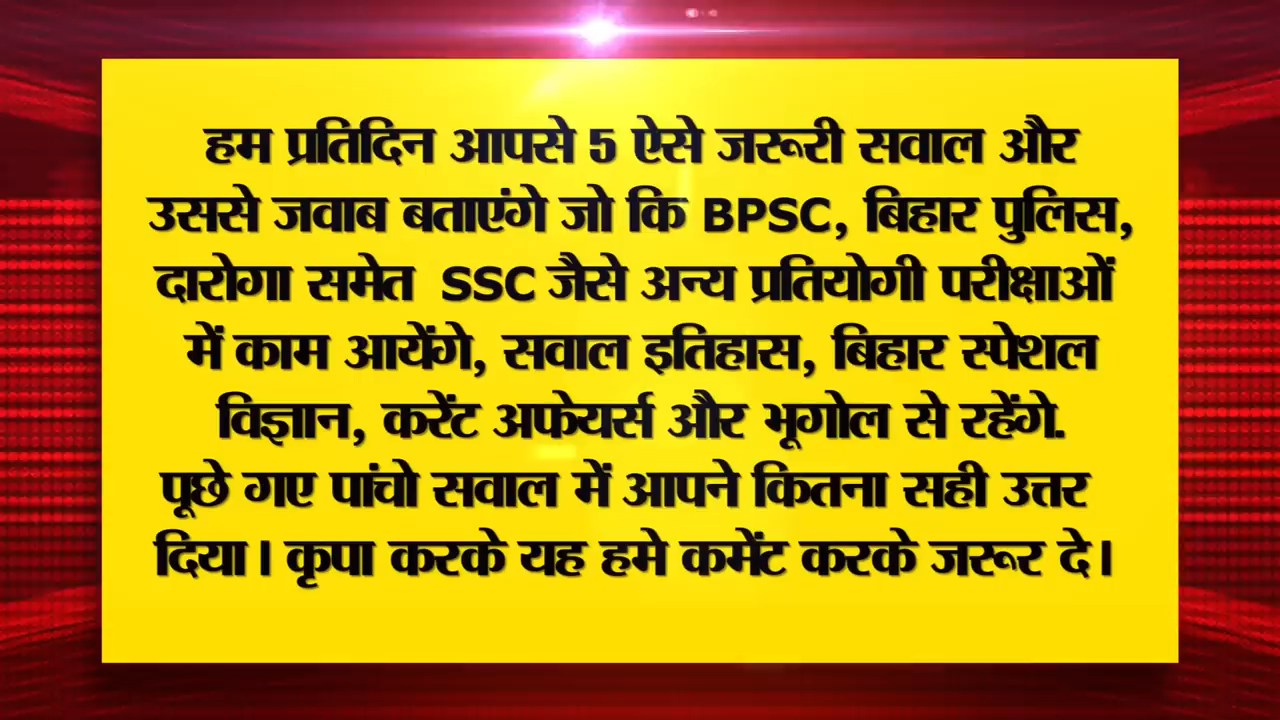 हम प्रतिदिन आपसे 5 ऐसे जरूरी सवाल और
उससे जवाब बताएंगे जो कि BPSC, बिहार पुलिस,
दारोगा समेत SSC जैसे अन्य प्रतियोगी परीक्षाओं
में काम आयेंगे, सवाल इतिहास, बिहार स्पेशल
विज्ञान, करेंट अफेयर्स और भूगोल से रहेंगे.
पूछे गए पांचो सवाल में आपने कितना सही उत्तर
दिया। कृपा करके यह हमे कमेंट करके जरूर दे।